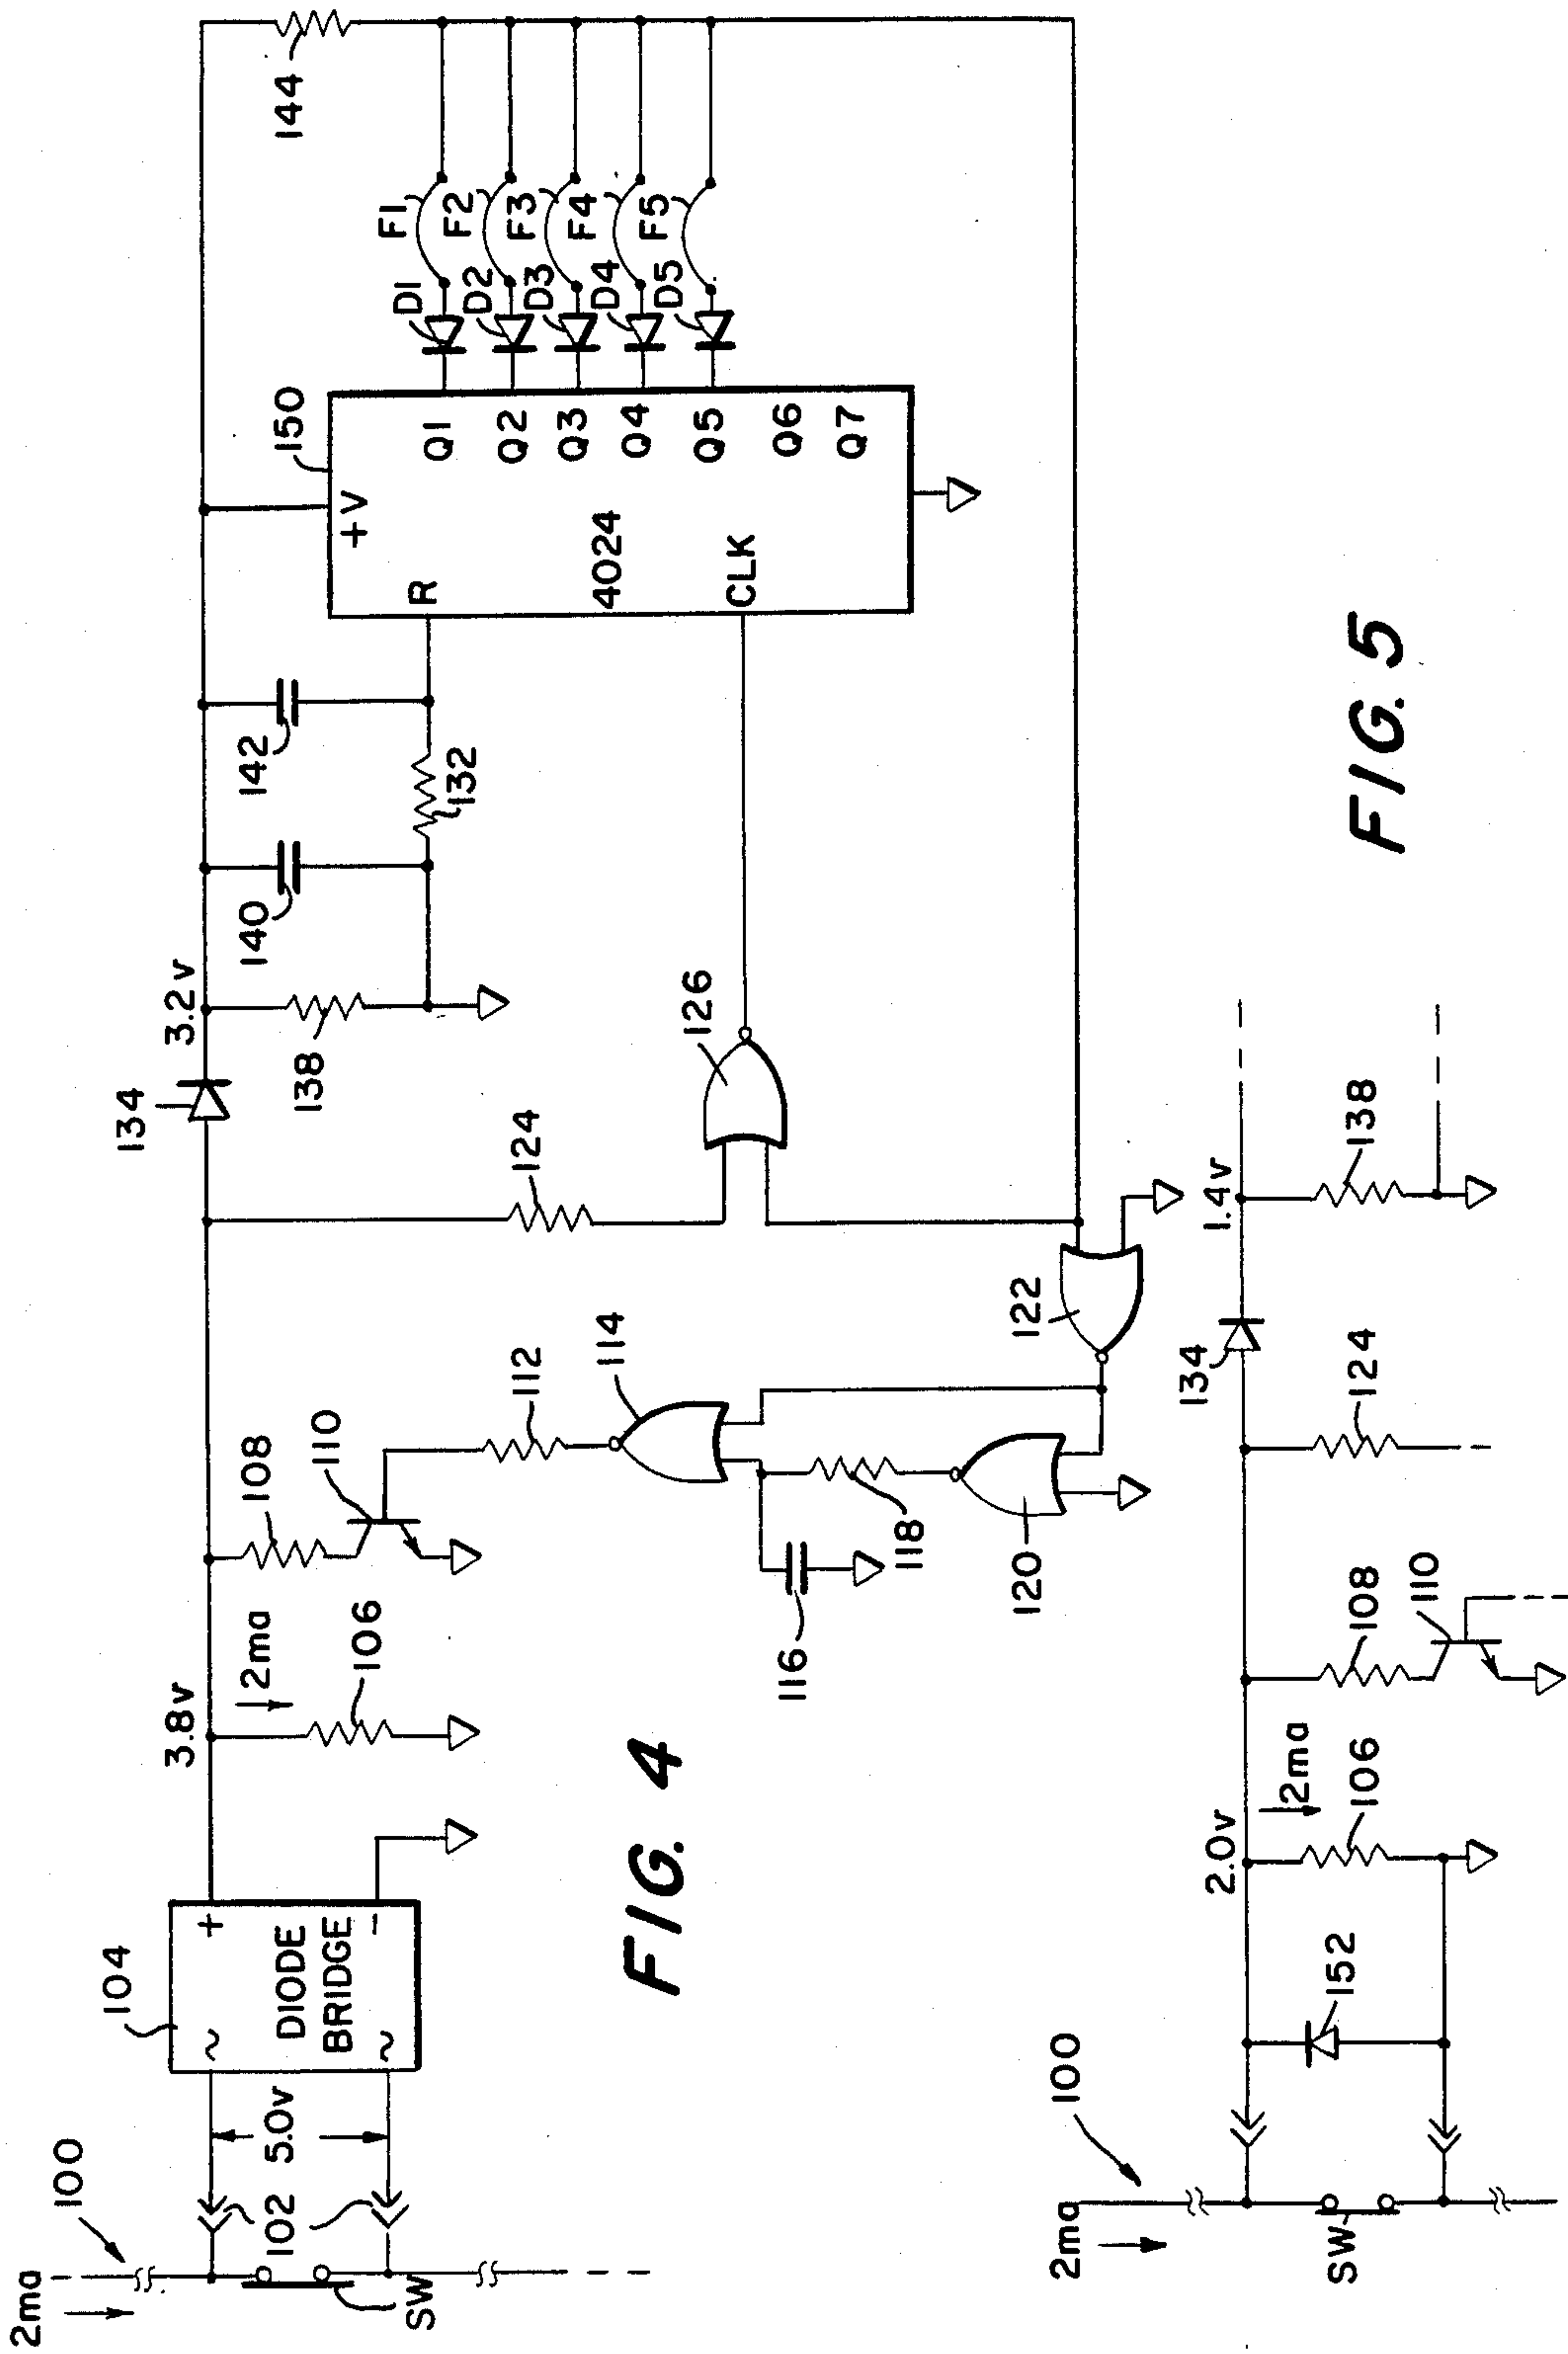 FIG. 4
2ma
100
SW
102
5.0v
104
~
~
DIODE
BRIDGE
+
−
3.8v
2ma
106
108
110
112
114
116
118
120
122
124
126
134
3.2v
138
140
142
132
150
+V
R
4024
CLK
Q1
Q2
Q3
Q4
Q5
Q6
Q7
D1
D2
D3
D4
D5
F1
F2
F3
F4
F5
144
FIG. 5
2ma
100
SW
152
2.0v
2ma
106
108
110
124
134
1.4v
138